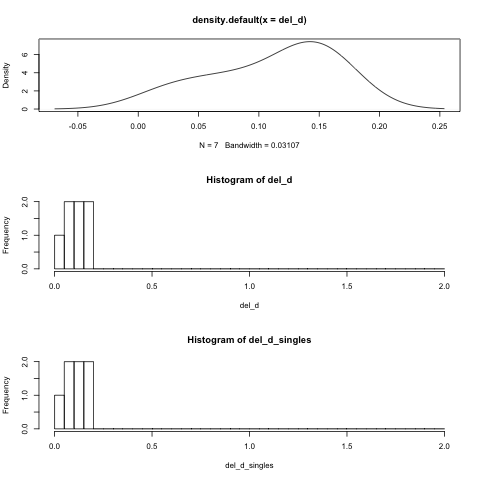 density.default(x = del_d)
Density
0 2 4 6
-0.05 0.00 0.05 0.10 0.15 0.20 0.25
N = 7 Bandwidth = 0.03107
Histogram of del_d
Frequency
0.0 1.0 2.0
0.0 0.5 1.0 1.5 2.0
del_d
Histogram of del_d_singles
Frequency
0.0 1.0 2.0
0.0 0.5 1.0 1.5 2.0
del_d_singles